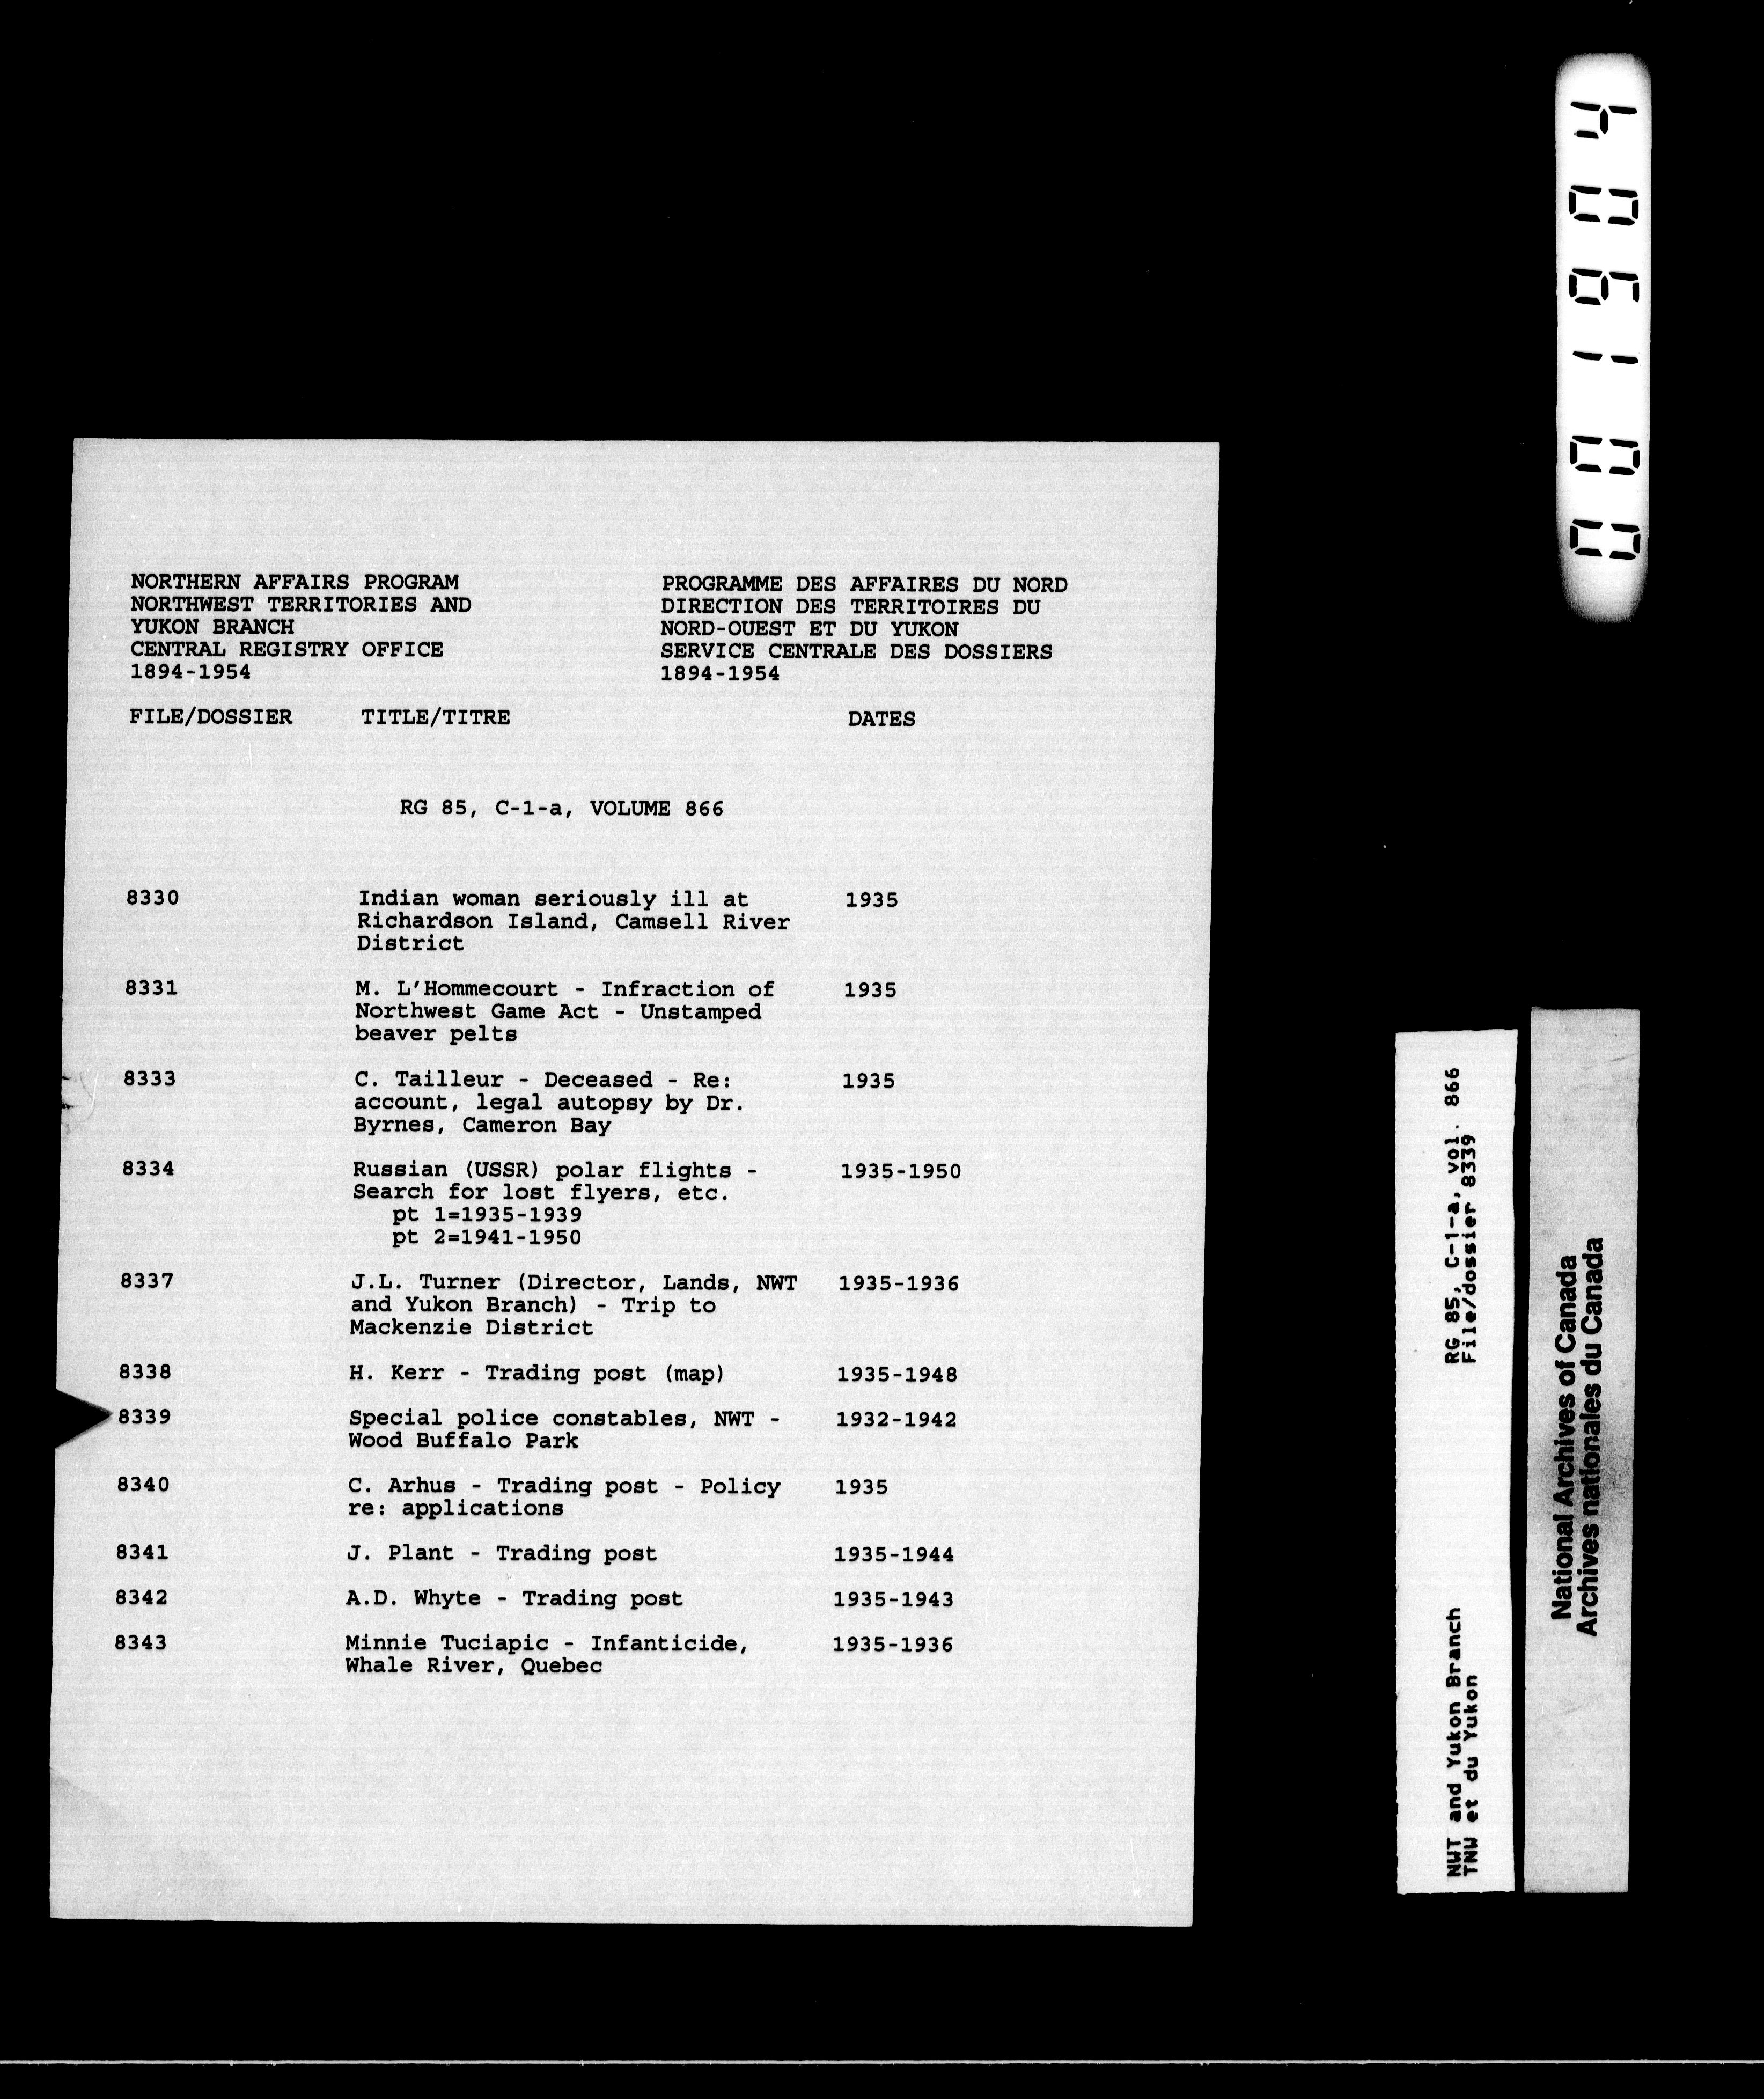 NORTHERN AFFAIRS PROGRAM
NORTHWEST TERRITORIES AND
YUKON BRANCH
CENTRAL REGISTRY OFFICE
1894-1954
PROGRAMME DES AFFAIRES DU NORD
DIRECTION DES TERRITOIRES DU
NORD-OUEST ET DU YUKON
SERVICE CENTRALE DES DOSSIERS
1894-1954
FILE/DOSSIER TITLE/TITRE DATES
RG 85, C-1-a, VOLUME 866
8330 Indian woman seriously ill at 1935
Richardson Island, Camsell River
District
8331 M. L'Hommecourt - Infraction of 1935
Northwest Game Act - Unstamped
beaver pelts
8333 C. Tailleur - Deceased - Re: 1935
account, legal autopsy by Dr.
Byrnes, Cameron Bay
8334 Russian (USSR) polar flights - 1935-1950
Search for lost flyers, etc.
pt 1=1935-1939
pt 2=1941-1950
8337 J.L. Turner (Director, Lands, NWT 1935-1936
and Yukon Branch) - Trip to
Mackenzie District
8338 H. Kerr - Trading post (map) 1935-1948
8339 Special police constables, NWT - 1932-1942
Wood Buffalo Park
8340 C. Arhus - Trading post - Policy 1935
re: applications
8341 J. Plant - Trading post 1935-1944
8342 A.D. Whyte - Trading post 1935-1943
8343 Minnie Tuciapic - Infanticide, 1935-1936
Whale River, Quebec
NWT and Yukon Branch RG 85, C-1-a, vol. 866
TNW et du Yukon File/dossier 8339
National Archives of Canada
Archives nationales du Canada
001904